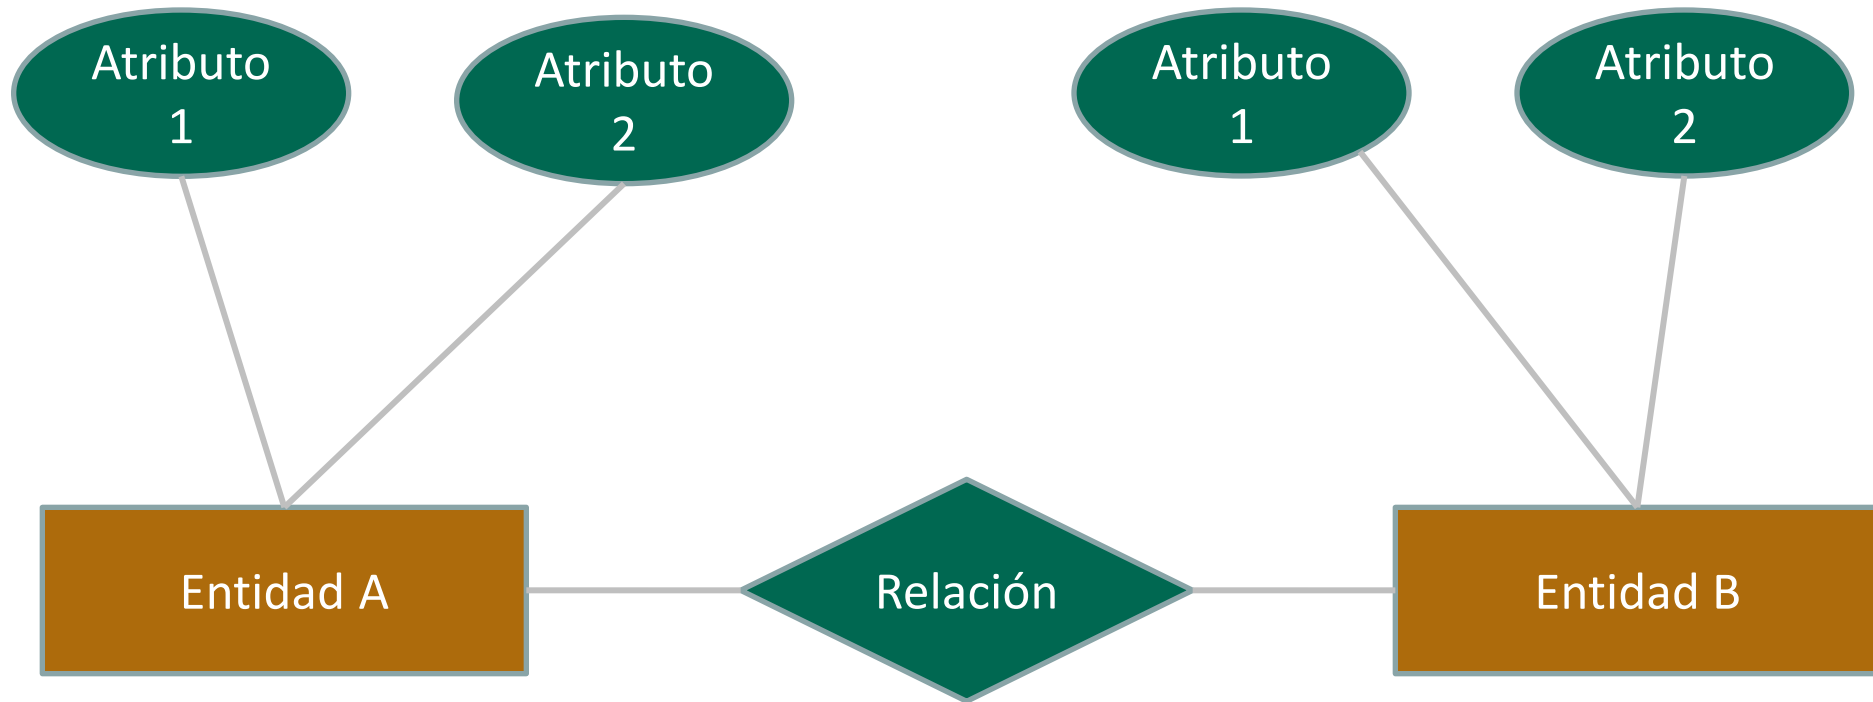 Atributo
1
Atributo
2
Atributo
1
Atributo
2
Entidad A
Relación
Entidad B